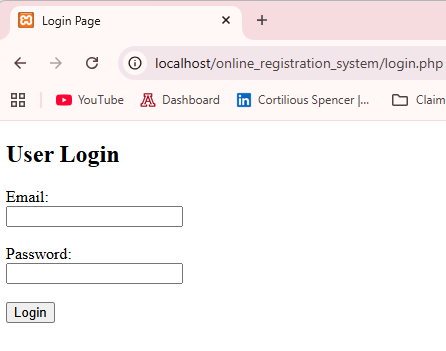 Login Page
localhost/online_registration_system/login.php
YouTube
Dashboard
Cortilious Spencer |...
Claim
User Login
Email:
Password:
Login